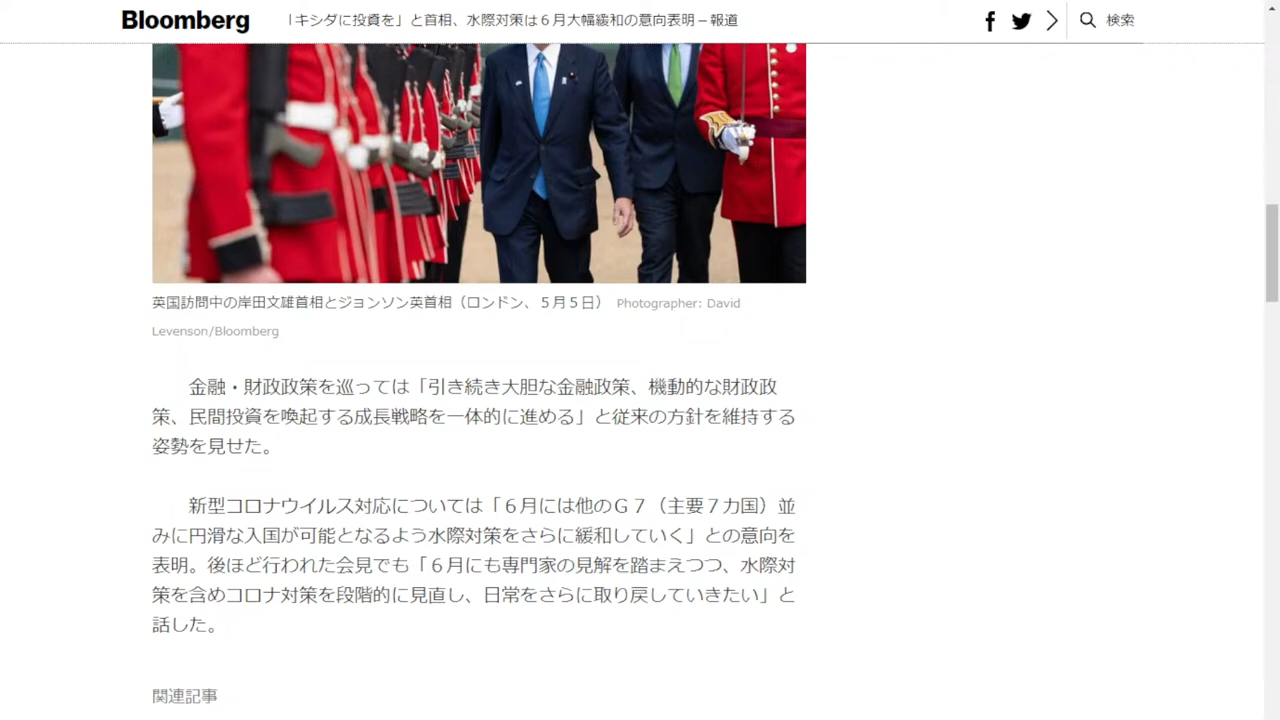 Bloomberg
「キシダに投資を」と首相、水際対策は６月大幅緩和の意向表明－報道
検索
英国訪問中の岸田文雄首相とジョンソン英首相（ロンドン、５月５日） Photographer: David
Levenson/Bloomberg
金融・財政政策を巡っては「引き続き大胆な金融政策、機動的な財政政
策、民間投資を喚起する成長戦略を一体的に進める」と従来の方針を維持する
姿勢を見せた。
新型コロナウイルス対応については「６月には他のＧ７（主要７カ国）並
みに円滑な入国が可能となるよう水際対策をさらに緩和していく」との意向を
表明。後ほど行われた会見でも「６月にも専門家の見解を踏まえつつ、水際対
策を含めコロナ対策を段階的に見直し、日常をさらに取り戻していきたい」と
話した。
関連記事